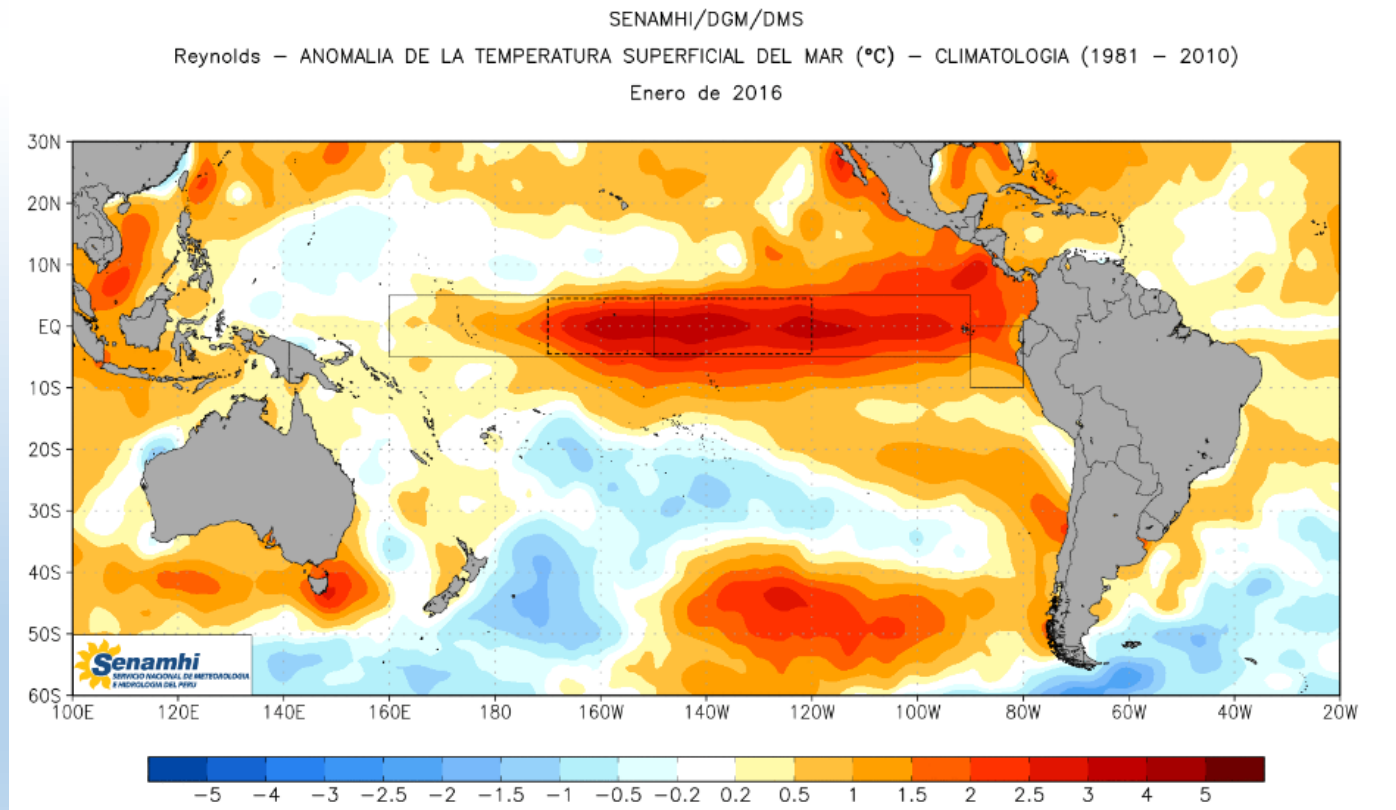 SENAMHI/DGM/DMS
Reynolds – ANOMALIA DE LA TEMPERATURA SUPERFICIAL DEL MAR (°C) – CLIMATOLOGIA (1981 – 2010)
Enero de 2016
30N
20N
10N
EQ
10S
20S
30S
40S
50S
60S
Senamhi
SERVICIO NACIONAL DE METEOROLOGIA
E HIDROLOGIA DEL PERU
100E 120E 140E 160E 180 160W 140W 120W 100W 80W 60W 40W 20W
-5 -4 -3 -2.5 -2 -1.5 -1 -0.5 -0.2 0.2 0.5 1 1.5 2 2.5 3 4 5